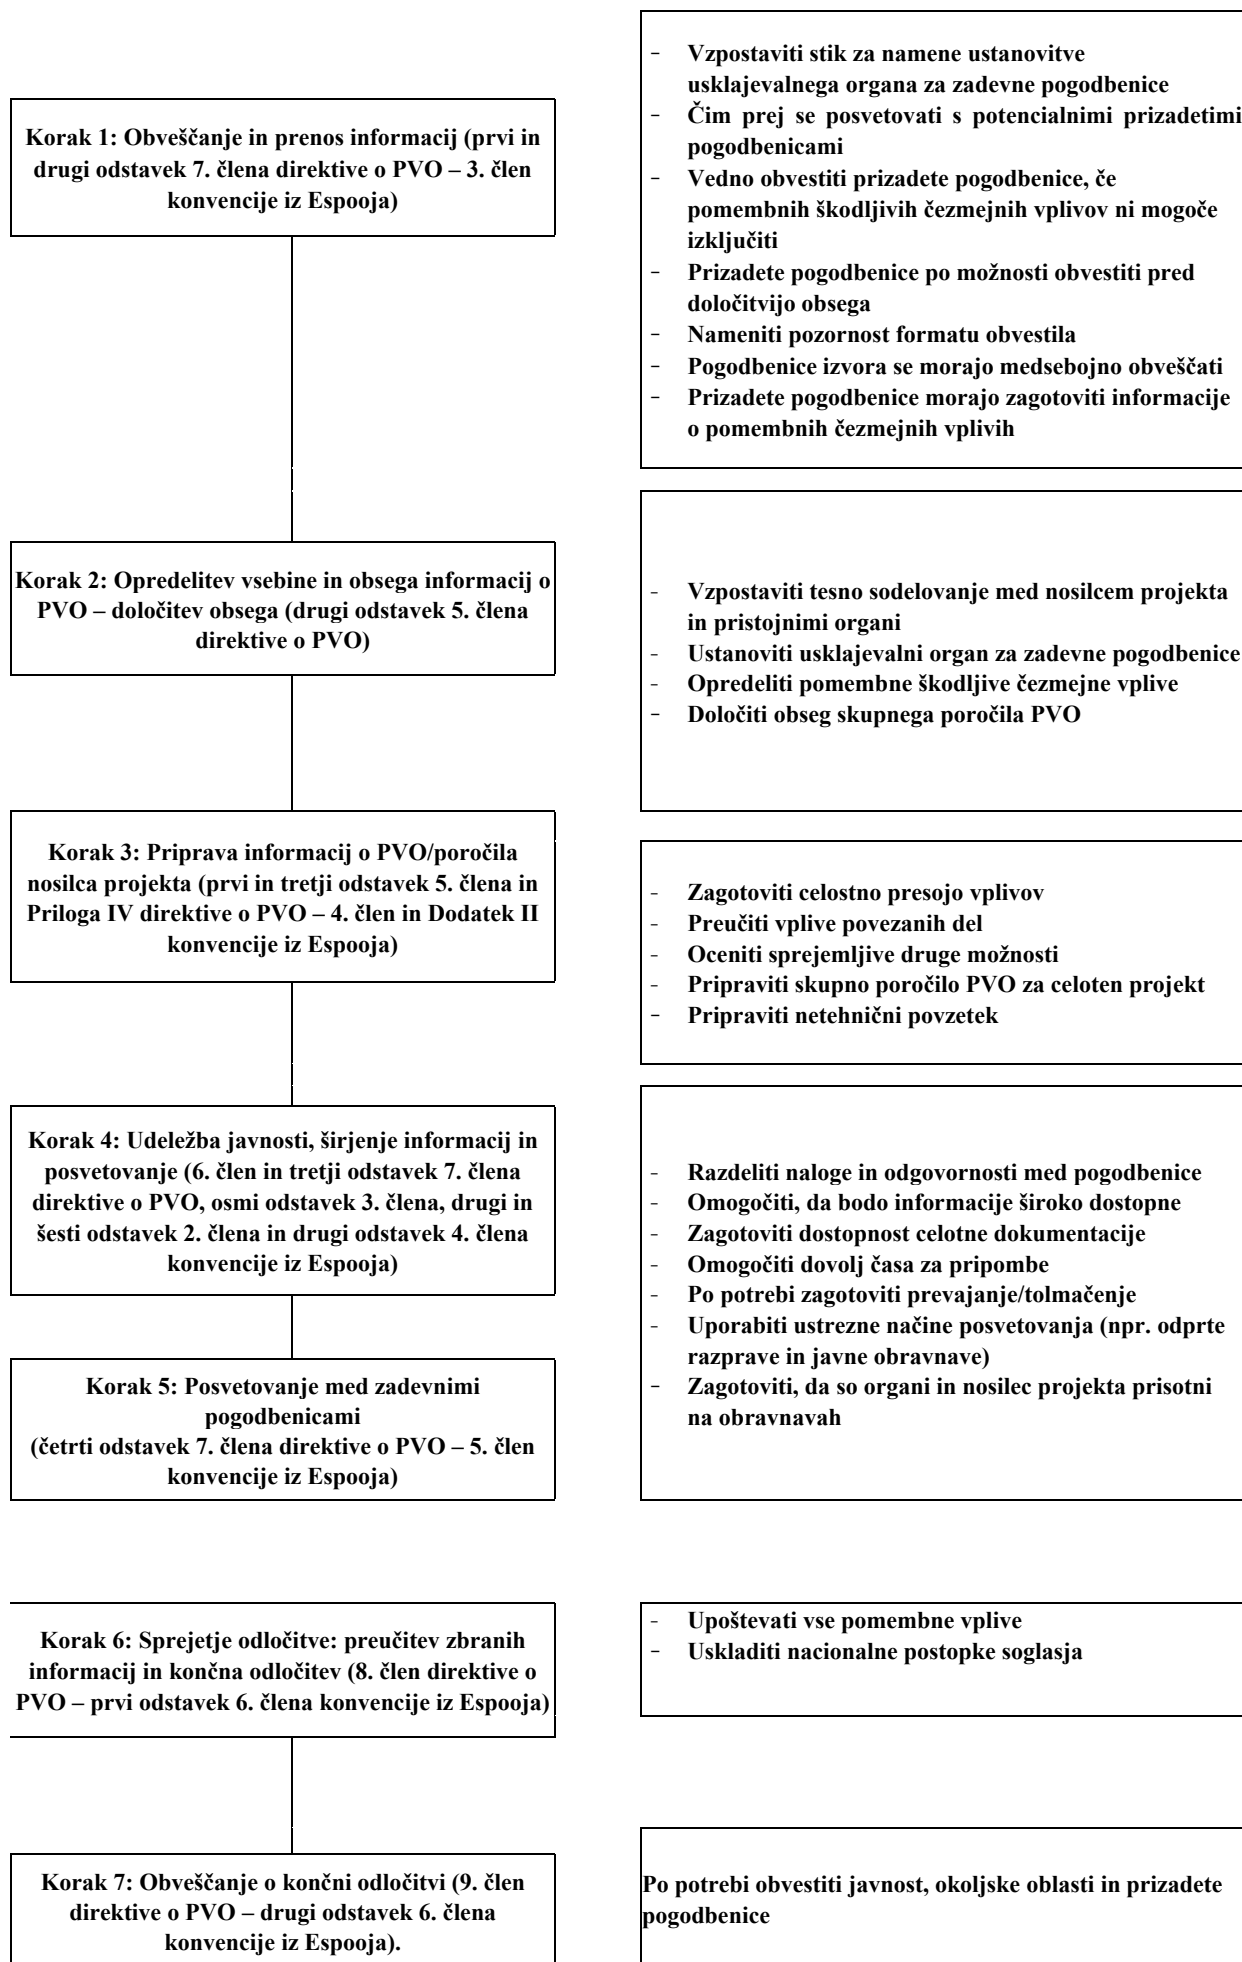 Korak 1: Obveščanje in prenos informacij (prvi in
drugi odstavek 7. člena direktive o PVO – 3. člen
konvencije iz Espooja)
- Vzpostaviti stik za namene ustanovitve
usklajevalnega organa za zadevne pogodbenice
- Čim prej se posvetovati s potencialnimi prizadetimi
pogodbenicami
- Vedno obvestiti prizadete pogodbenice, če
pomembnih škodljivih čezmejnih vplivov ni mogoče
izključiti
- Prizadete pogodbenice po možnosti obvestiti pred
določitvijo obsega
- Nameniti pozornost formatu obvestila
- Pogodbenice izvora se morajo medsebojno obveščati
- Prizadete pogodbenice morajo zagotoviti informacije
o pomembnih čezmejnih vplivih
Korak 2: Opredelitev vsebine in obsega informacij o
PVO – določitev obsega (drugi odstavek 5. člena
direktive o PVO)
- Vzpostaviti tesno sodelovanje med nosilcem projekta
in pristojnimi organi
- Ustanoviti usklajevalni organ za zadevne pogodbenice
- Opredeliti pomembne škodljive čezmejne vplive
- Določiti obseg skupnega poročila PVO
Korak 3: Priprava informacij o PVO/poročila
nosilca projekta (prvi in tretji odstavek 5. člena in
Priloga IV direktive o PVO – 4. člen in Dodatek II
konvencije iz Espooja)
- Zagotoviti celostno presojo vplivov
- Preučiti vplive povezanih del
- Oceniti sprejemljive druge možnosti
- Pripraviti skupno poročilo PVO za celoten projekt
- Pripraviti netehnični povzetek
Korak 4: Udeležba javnosti, širjenje informacij in
posvetovanje (6. člen in tretji odstavek 7. člena
direktive o PVO, osmi odstavek 3. člena, drugi in
šesti odstavek 2. člena in drugi odstavek 4. člena
konvencije iz Espooja)
Korak 5: Posvetovanje med zadevnimi
pogodbenicami
(četrti odstavek 7. člena direktive o PVO – 5. člen
konvencije iz Espooja)
- Razdeliti naloge in odgovornosti med pogodbenice
- Omogočiti, da bodo informacije široko dostopne
- Zagotoviti dostopnost celotne dokumentacije
- Omogočiti dovolj časa za pripombe
- Po potrebi zagotoviti prevajanje/tolmačenje
- Uporabiti ustrezne načine posvetovanja (npr. odprte
razprave in javne obravnave)
- Zagotoviti, da so organi in nosilec projekta prisotni
na obravnavah
Korak 6: Sprejetje odločitve: preučitev zbranih
informacij in končna odločitev (8. člen direktive o
PVO – prvi odstavek 6. člena konvencije iz Espooja)
- Upoštevati vse pomembne vplive
- Uskladiti nacionalne postopke soglasja
Korak 7: Obveščanje o končni odločitvi (9. člen
direktive o PVO – drugi odstavek 6. člena
konvencije iz Espooja).
Po potrebi obvestiti javnost, okoljske oblasti in prizadete
pogodbenice